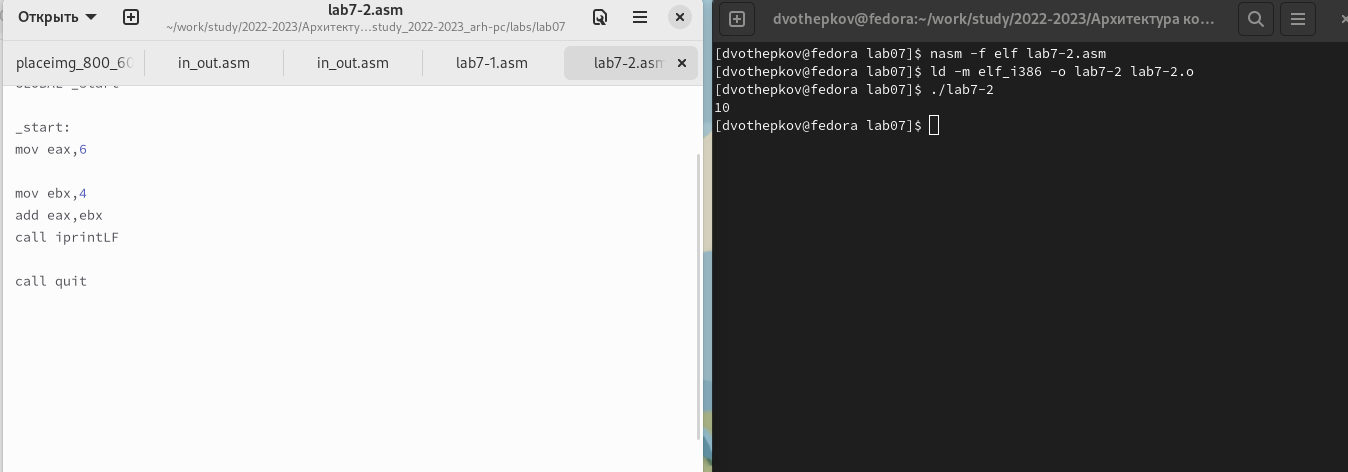 Открыть
lab7-2.asm
~/work/study/2022-2023/Архитекту...study_2022-2023_arh-pc/labs/lab07
placeimg_800_60
in_out.asm
in_out.asm
lab7-1.asm
lab7-2.asm
GLOBAL _start
_start:
mov eax,6
mov ebx,4
add eax,ebx
call iprintLF
call quit
dvothepkov@fedora:~/work/study/2022-2023/Архитектура ко...
[dvothepkov@fedora lab07]$ nasm -f elf lab7-2.asm
[dvothepkov@fedora lab07]$ ld -m elf_i386 -o lab7-2 lab7-2.o
[dvothepkov@fedora lab07]$ ./lab7-2
10
[dvothepkov@fedora lab07]$